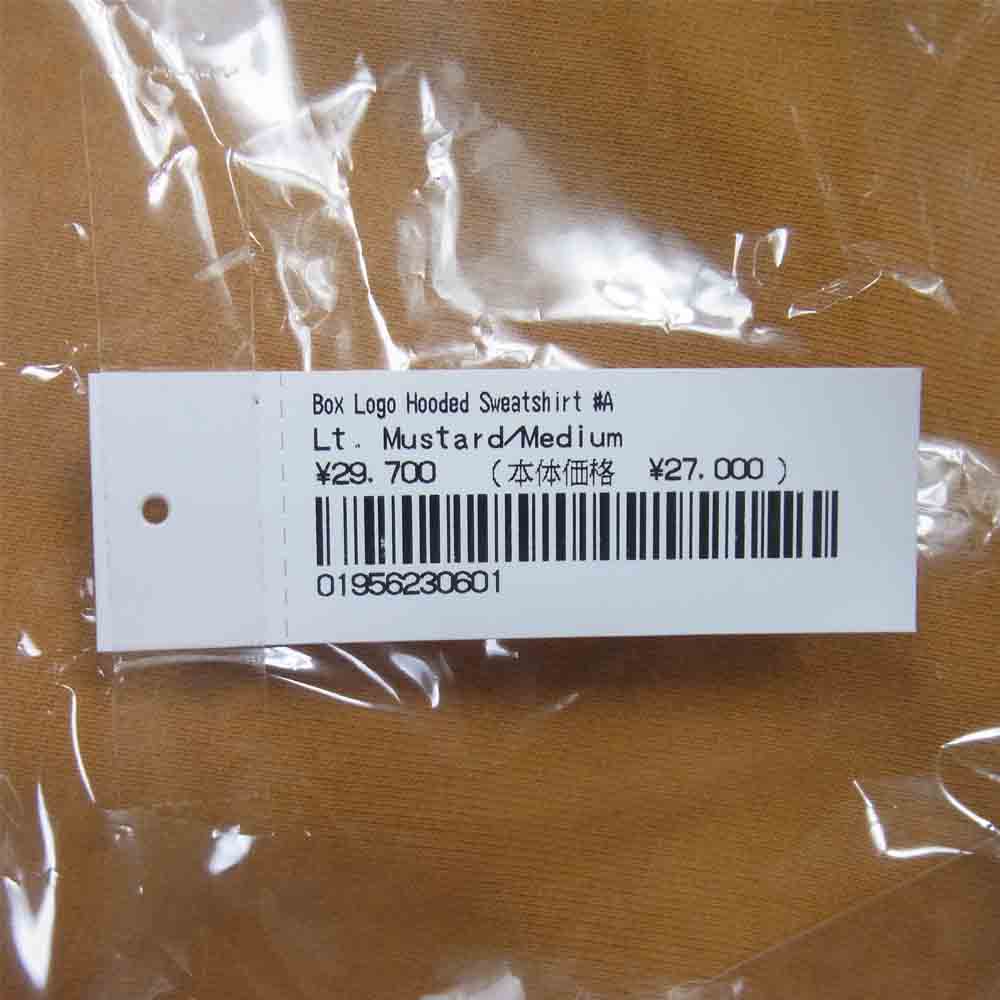 Box Logo Hooded Sweatshirt #A
Lt. Mustard/Medium
¥29.700 (本体価格 ¥27.000)
01956230601